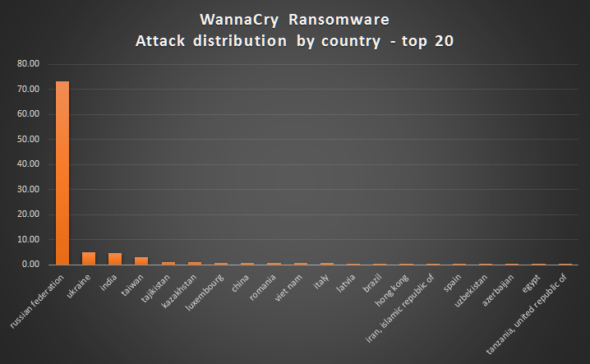 WannaCry Ransomware
Attack distribution by country - top 20
80.00
70.00
60.00
50.00
40.00
30.00
20.00
10.00
0.00
russian federation
ukraine
india
taiwan
tajikistan
kazakhstan
luxembourg
china
romania
viet nam
italy
latvia
brazil
hong kong
iran, islamic republic of
spain
uzbekistan
azerbaijan
egypt
tanzania, united republic of